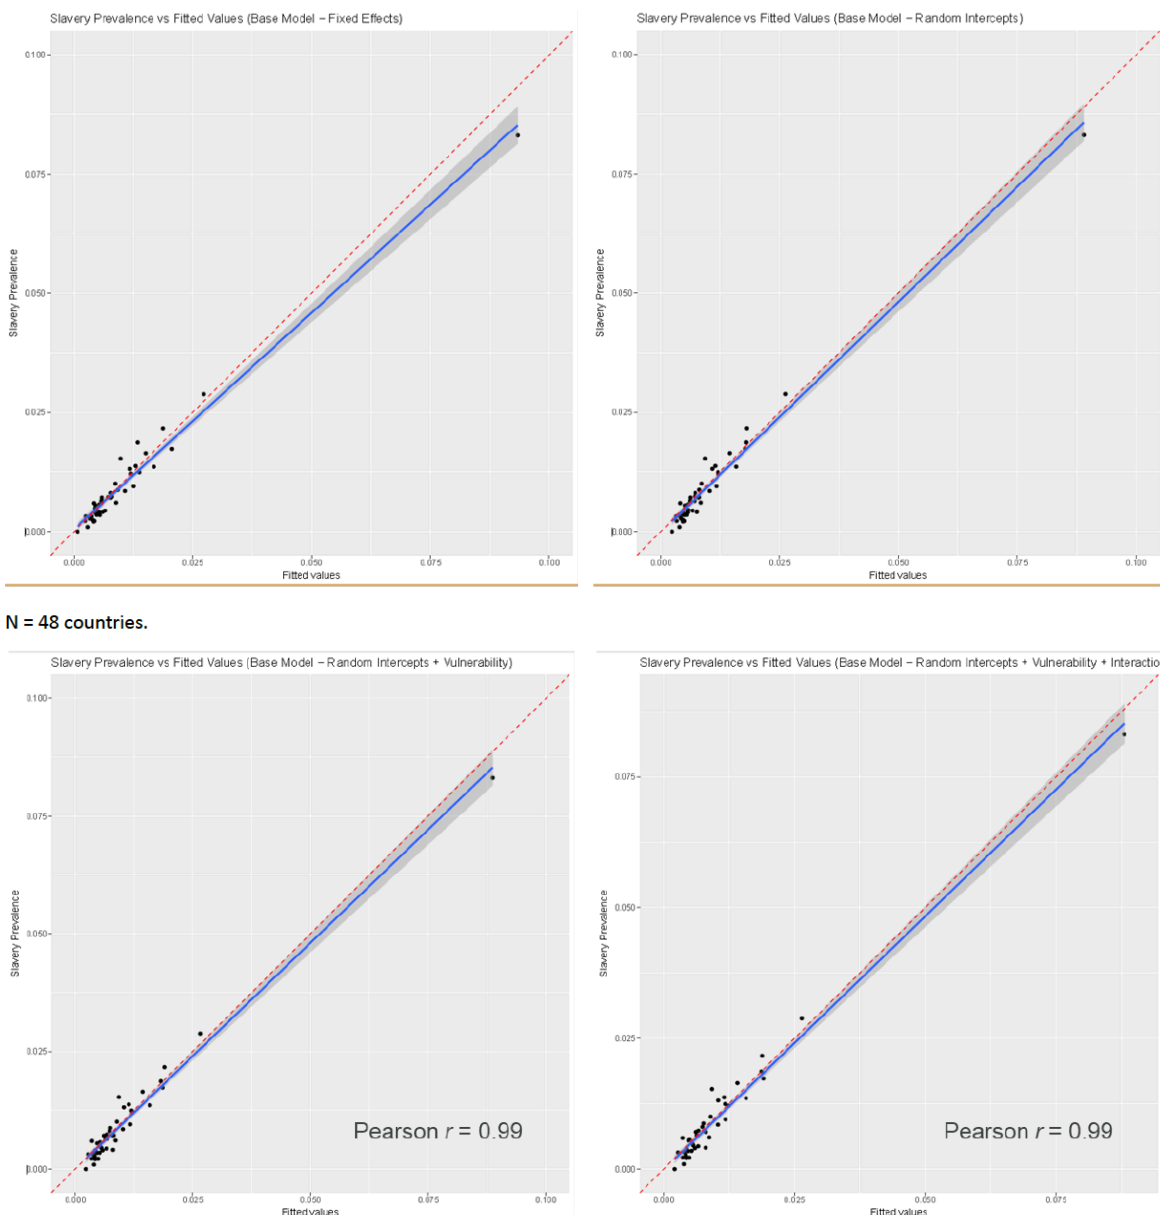 Slavery Prevalence vs Fitted Values (Base Model – Fixed Effects)
0.100
0.075
0.050
0.025
0.000
Slavery Prevalence
0.000 0.025 0.050 0.075 0.100
Fitted values
Slavery Prevalence vs Fitted Values (Base Model – Random Intercepts)
0.100
0.075
0.050
0.025
0.000
Slavery Prevalence
0.000 0.025 0.050 0.075 0.100
Fitted values
N = 48 countries.
Slavery Prevalence vs Fitted Values (Base Model – Random Intercepts + Vulnerability)
0.100
0.075
0.050
0.025
0.000
Slavery Prevalence
Pearson r = 0.99
0.000 0.025 0.050 0.075 0.100
Fitted values
Slavery Prevalence vs Fitted Values (Base Model – Random Intercepts + Vulnerability + Interactio
0.075
0.050
0.025
0.000
Slavery Prevalence
Pearson r = 0.99
0.000 0.025 0.050 0.075
Fitted values